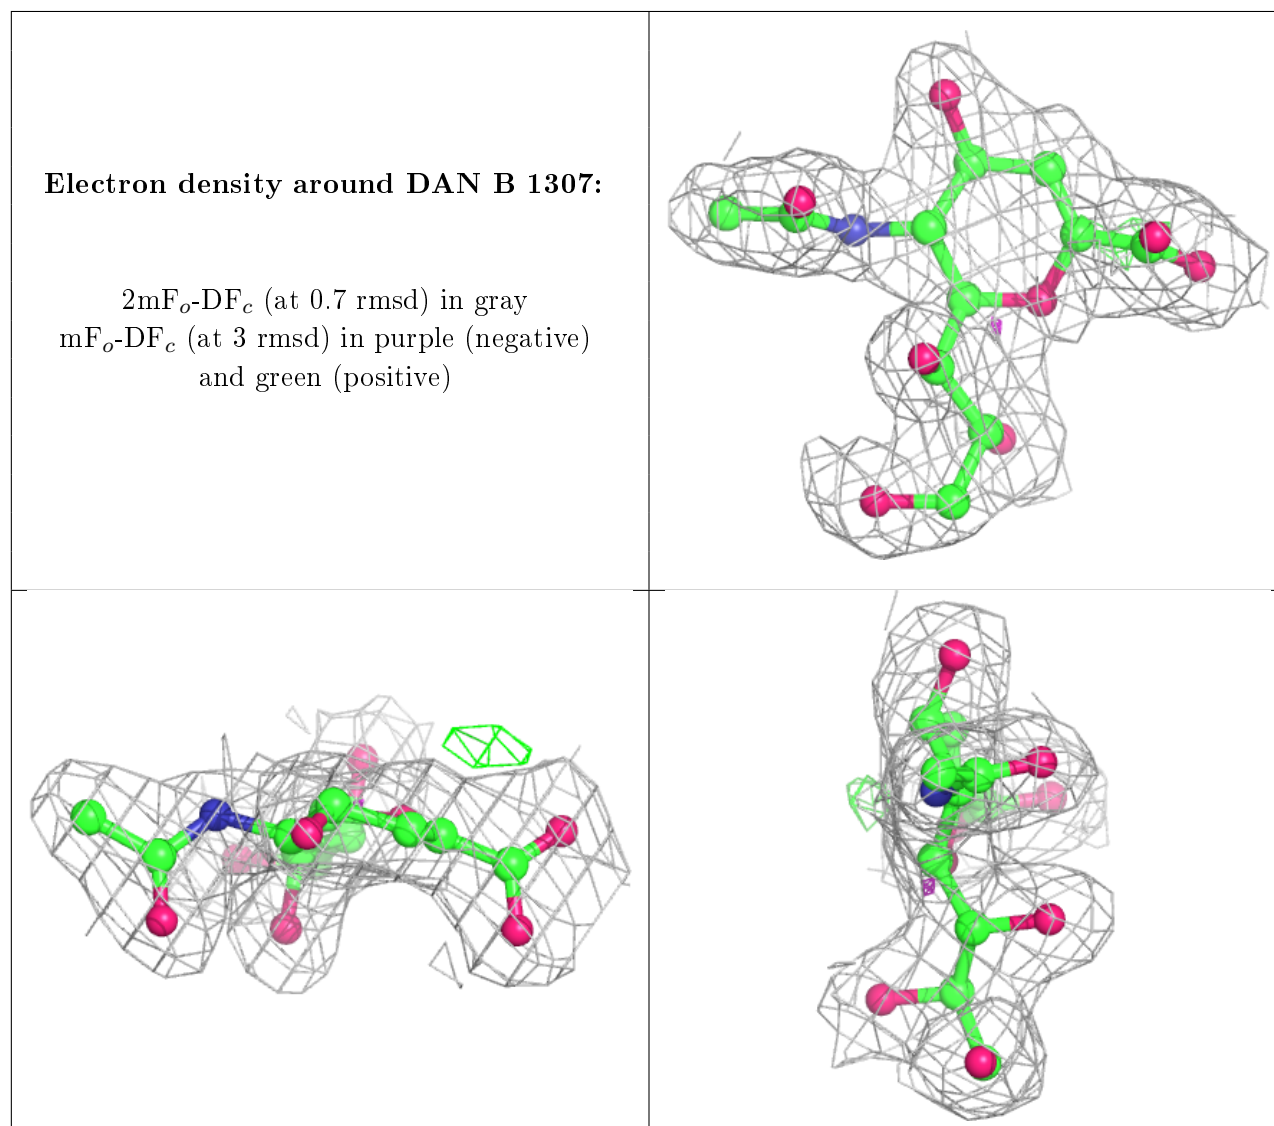 Electron density around DAN B 1307:
2mFo-DFc (at 0.7 rmsd) in gray
mFo-DFc (at 3 rmsd) in purple (negative)
and green (positive)